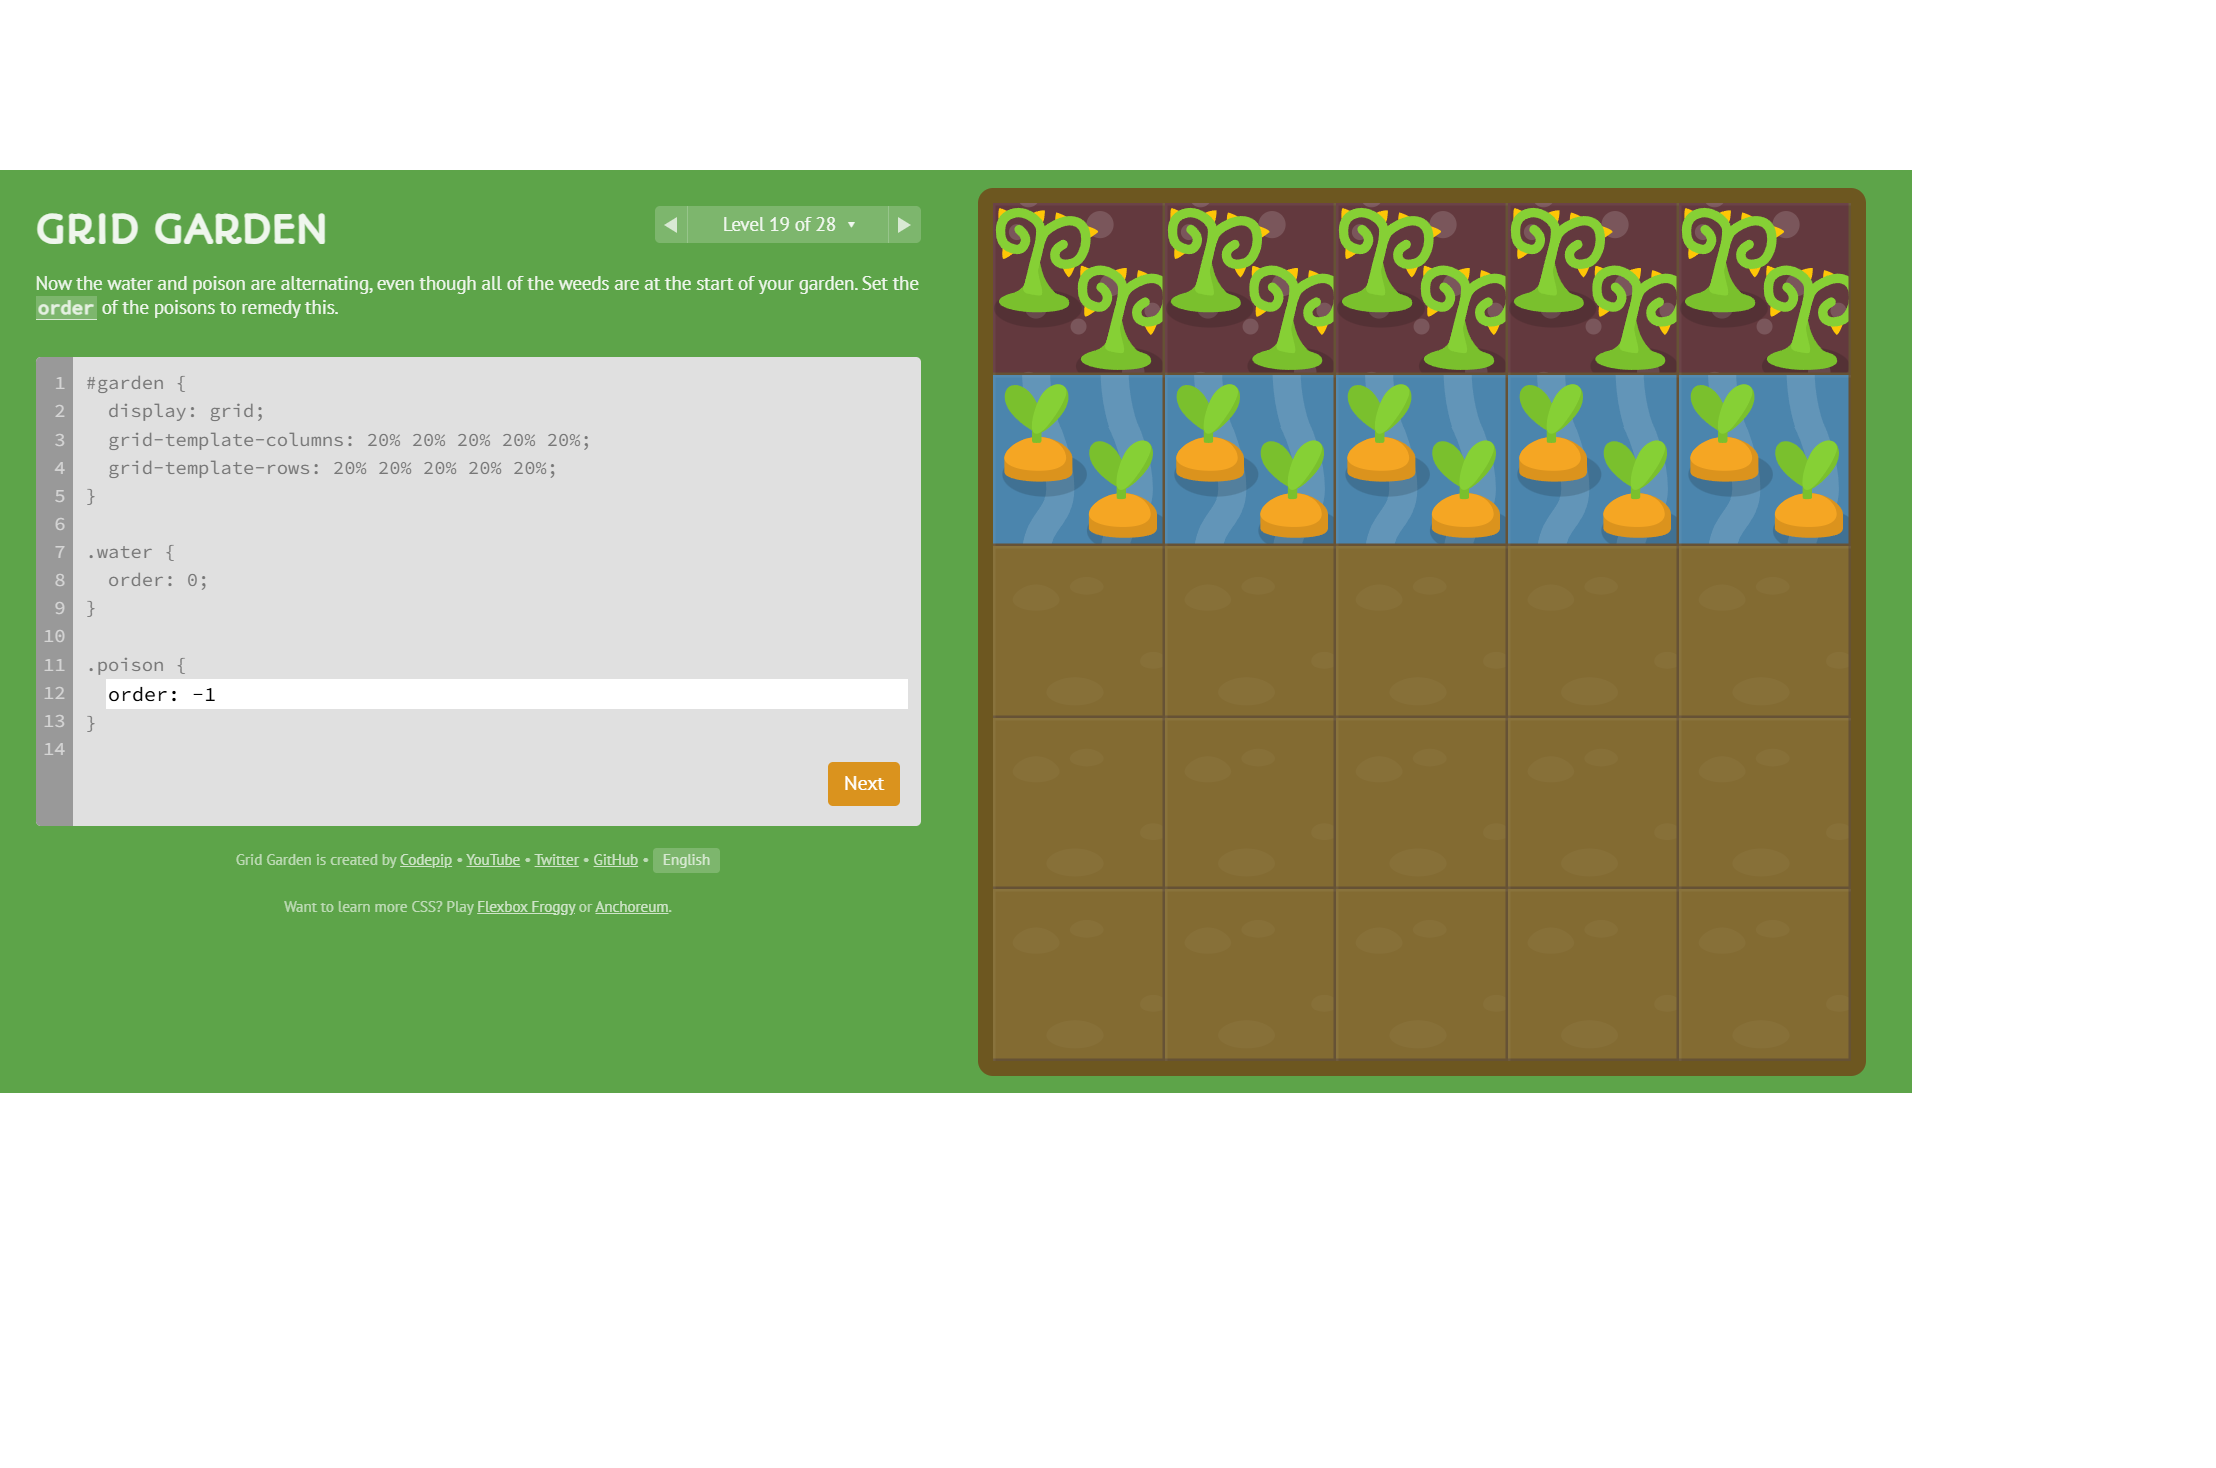 GRID GARDEN
Level 19 of 28
Now the water and poison are alternating, even though all of the weeds are at the start of your garden. Set the
order of the poisons to remedy this.
1 #garden {
2 display: grid;
3 grid-template-columns: 20% 20% 20% 20% 20%;
4 grid-template-rows: 20% 20% 20% 20% 20%;
5 }
6
7 .water {
8 order: 0;
9 }
10
11 .poison {
12 order: -1
13 }
14
Next
Grid Garden is created by Codepip • YouTube • Twitter • GitHub • English
Want to learn more CSS? Play Flexbox Froggy or Anchoreum.